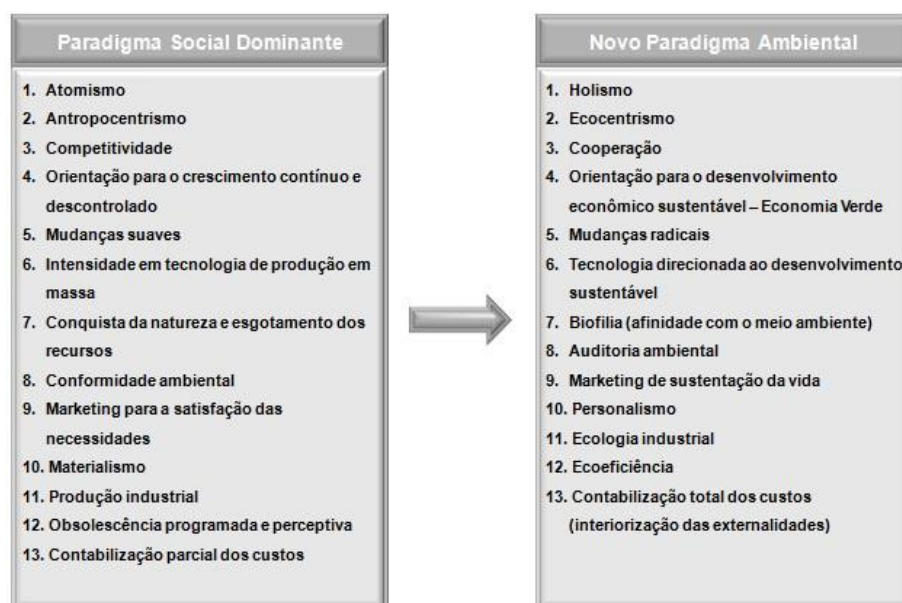 Paradigma Social Dominante
1. Atomismo
2. Antropocentrismo
3. Competitividade
4. Orientação para o crescimento contínuo e
descontrolado
5. Mudanças suaves
6. Intensidade em tecnologia de produção em
massa
7. Conquista da natureza e esgotamento dos
recursos
8. Conformidade ambiental
9. Marketing para a satisfação das
necessidades
10. Materialismo
11. Produção industrial
12. Obsolescência programada e perceptiva
13. Contabilização parcial dos custos
Novo Paradigma Ambiental
1. Holismo
2. Ecocentrismo
3. Cooperação
4. Orientação para o desenvolvimento
econômico sustentável – Economia Verde
5. Mudanças radicais
6. Tecnologia direcionada ao desenvolvimento
sustentável
7. Biofilia (afinidade com o meio ambiente)
8. Auditoria ambiental
9. Marketing de sustentação da vida
10. Personalismo
11. Ecologia industrial
12. Ecoeficiência
13. Contabilização total dos custos
(interiorização das externalidades)